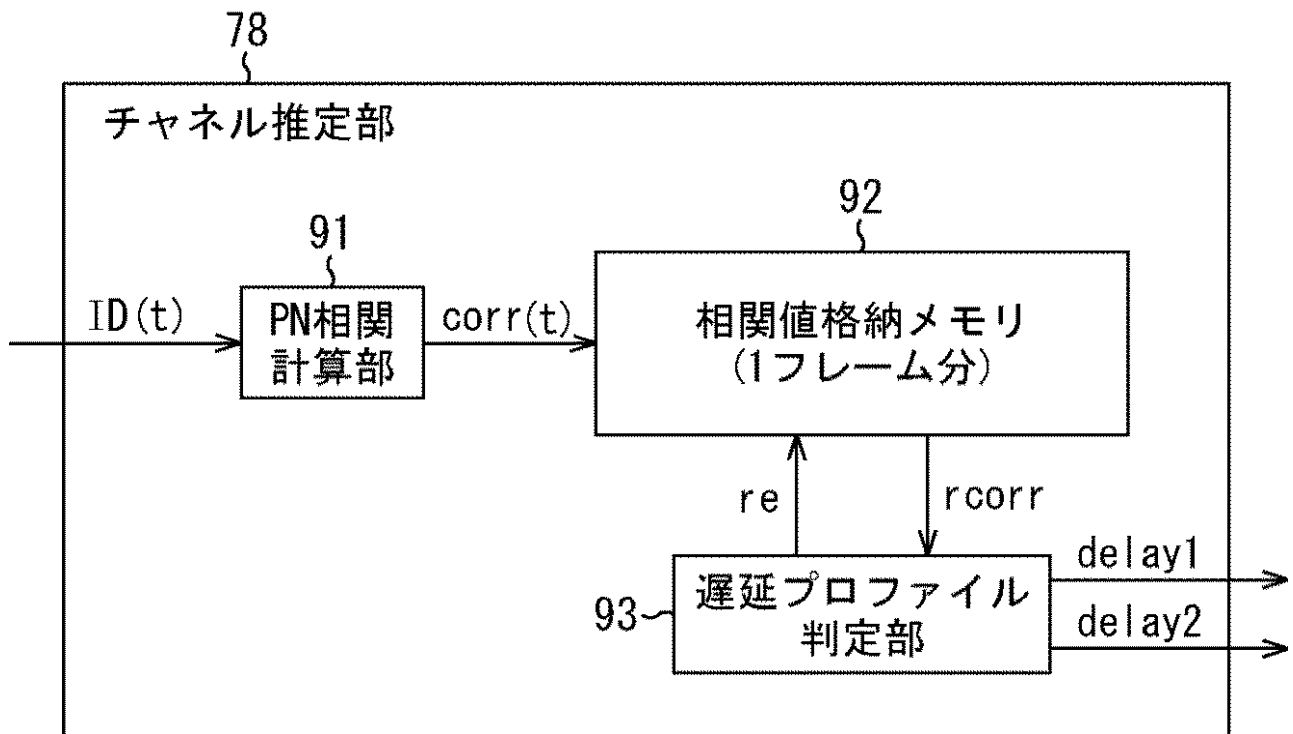 78
チャネル推定部
92
91
ID(t)
PN相関
計算部
corr(t)
相関値格納メモリ
(1フレーム分)
re
rcorr
93
遅延プロファイル
判定部
delay1
delay2